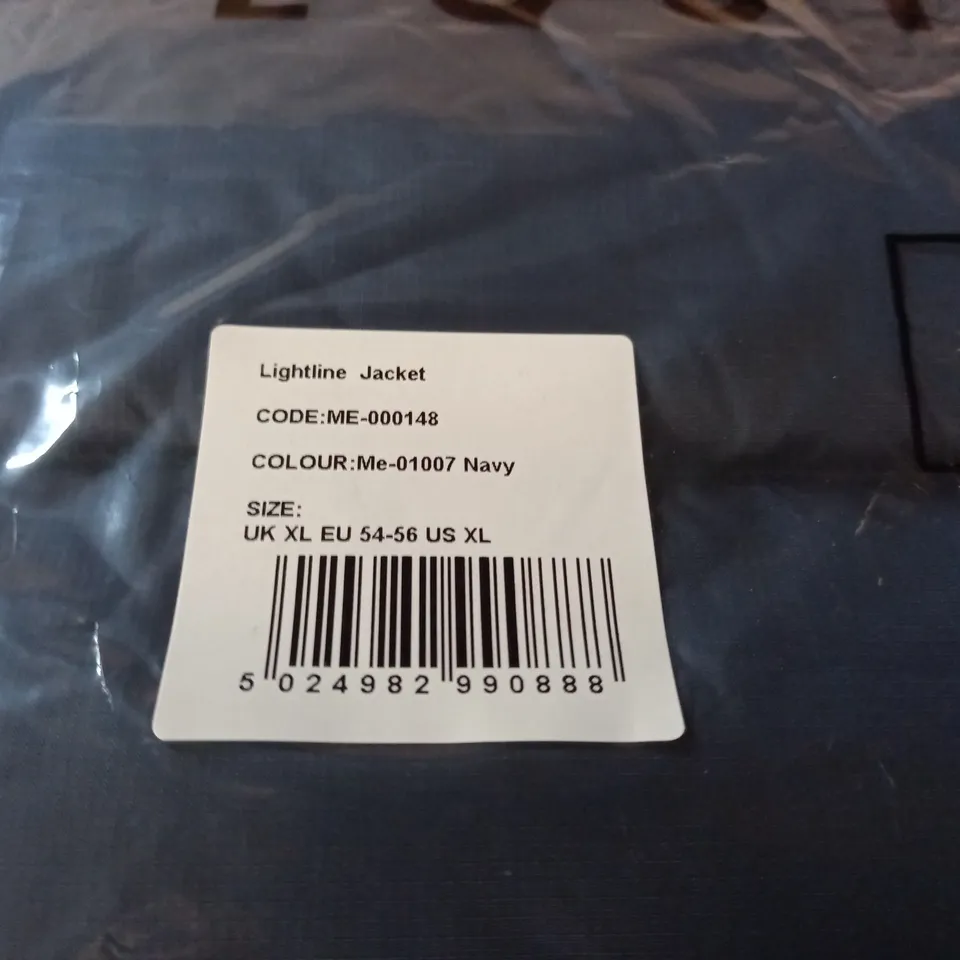 Lightline Jacket
CODE:ME-000148
COLOUR:Me-01007 Navy
SIZE:
UK XL EU 54-56 US XL
5 024982 990888